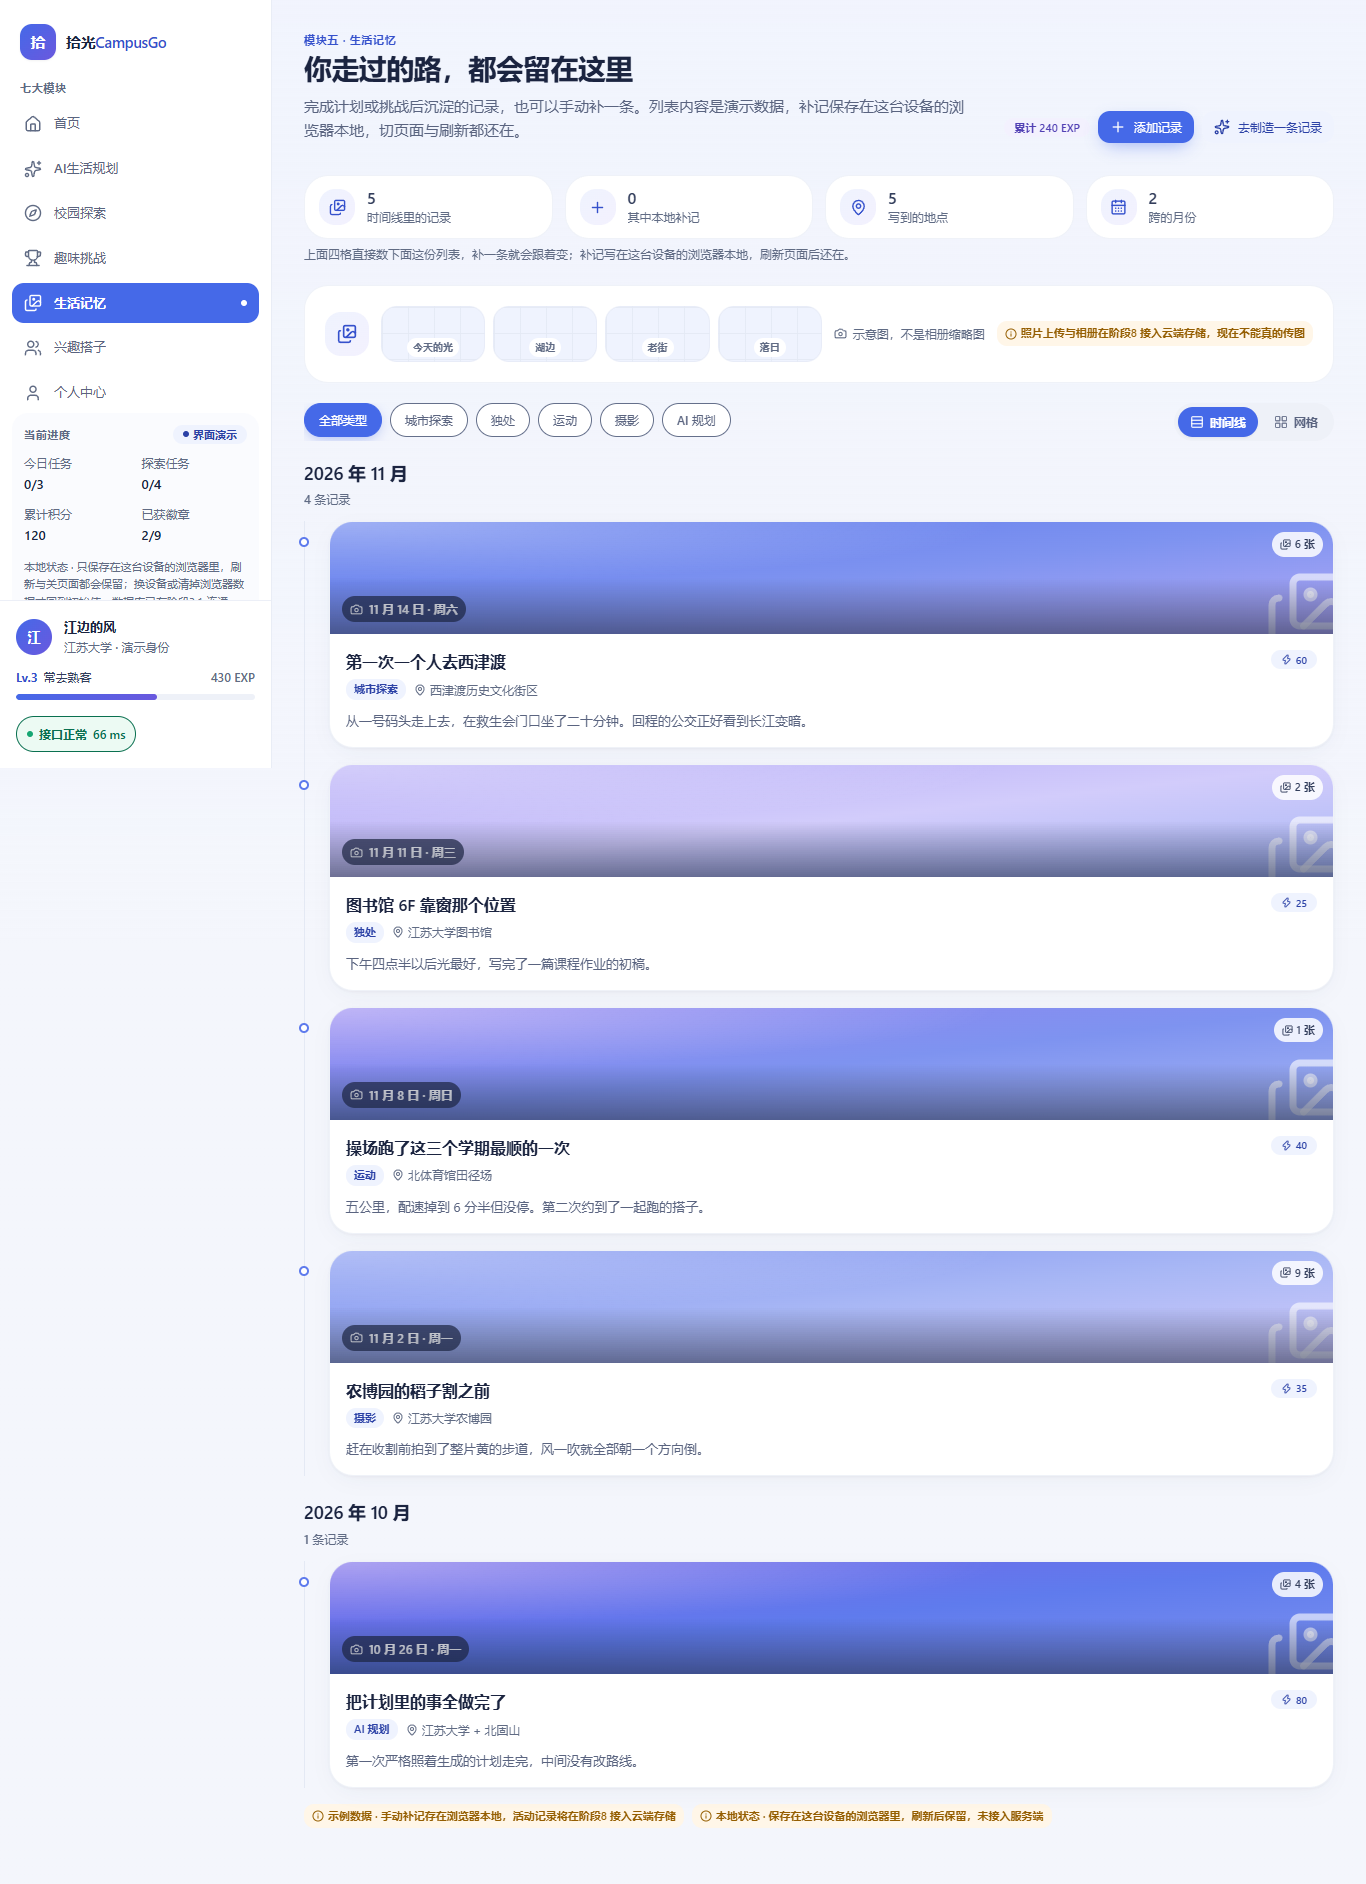 拾
拾光CampusGo
七大模块
首页
AI生活规划
校园探索
趣味挑战
生活记忆
兴趣搭子
个人中心
当前进度
界面演示
今日任务
探索任务
0/3
0/4
累计积分
已获徽章
120
2/9
本地状态 · 只保存在这台设备的浏览器里，刷
新与关页面都会保留；换设备或清掉浏览器数
江
江边的风
江苏大学 · 演示身份
Lv.3 常去熟客
430 EXP
接口正常 66 ms
模块五 · 生活记忆
你走过的路，都会留在这里
完成计划或挑战后沉淀的记录，也可以手动补一条。列表内容是演示数据，补记保存在这台设备的浏
览器本地，切页面与刷新都还在。
累计 240 EXP
添加记录
去制造一条记录
5
时间线里的记录
0
其中本地补记
5
写到的地点
2
跨的月份
上面四格直接数下面这份列表，补一条就会跟着变；补记写在这台设备的浏览器本地，刷新页面后还在。
今天的光
湖边
老街
落日
示意图，不是相册缩略图
照片上传与相册在阶段8 接入云端存储，现在不能真的传图
全部类型
城市探索
独处
运动
摄影
AI 规划
时间线
网格
2026 年 11 月
4 条记录
6 张
11 月 14 日 · 周六
第一次一个人去西津渡
60
城市探索
西津渡历史文化街区
从一号码头走上去，在救生会门口坐了二十分钟。回程的公交正好看到长江变暗。
2 张
11 月 11 日 · 周三
图书馆 6F 靠窗那个位置
25
独处
江苏大学图书馆
下午四点半以后光最好，写完了一篇课程作业的初稿。
1 张
11 月 8 日 · 周日
操场跑了这三个学期最顺的一次
40
运动
北体育馆田径场
五公里，配速掉到 6 分半但没停。第二次约到了一起跑的搭子。
9 张
11 月 2 日 · 周一
农博园的稻子割之前
35
摄影
江苏大学农博园
赶在收割前拍到了整片黄的步道，风一吹就全部朝一个方向倒。
2026 年 10 月
1 条记录
4 张
10 月 26 日 · 周一
把计划里的事全做完了
80
AI 规划
江苏大学 + 北固山
第一次严格照着生成的计划走完，中间没有改路线。
示例数据 · 手动补记存在浏览器本地，活动记录将在阶段8 接入云端存储
本地状态 · 保存在这台设备的浏览器里，刷新后保留，未接入服务端